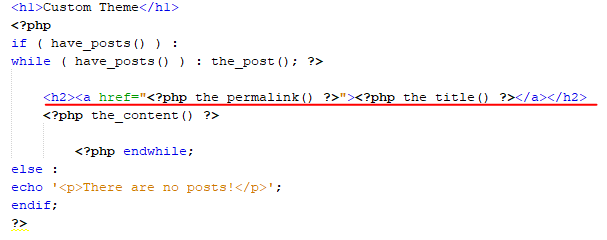 <h1>Custom Theme</h1>
<?php
if ( have_posts() ) :
while ( have_posts() ) : the_post(); ?>
<h2><a href="<?php the_permalink() ?>"><?php the_title() ?></a></h2>
<?php the_content() ?>
<?php endwhile;
else :
echo '<p>There are no posts!</p>';
endif;
?>